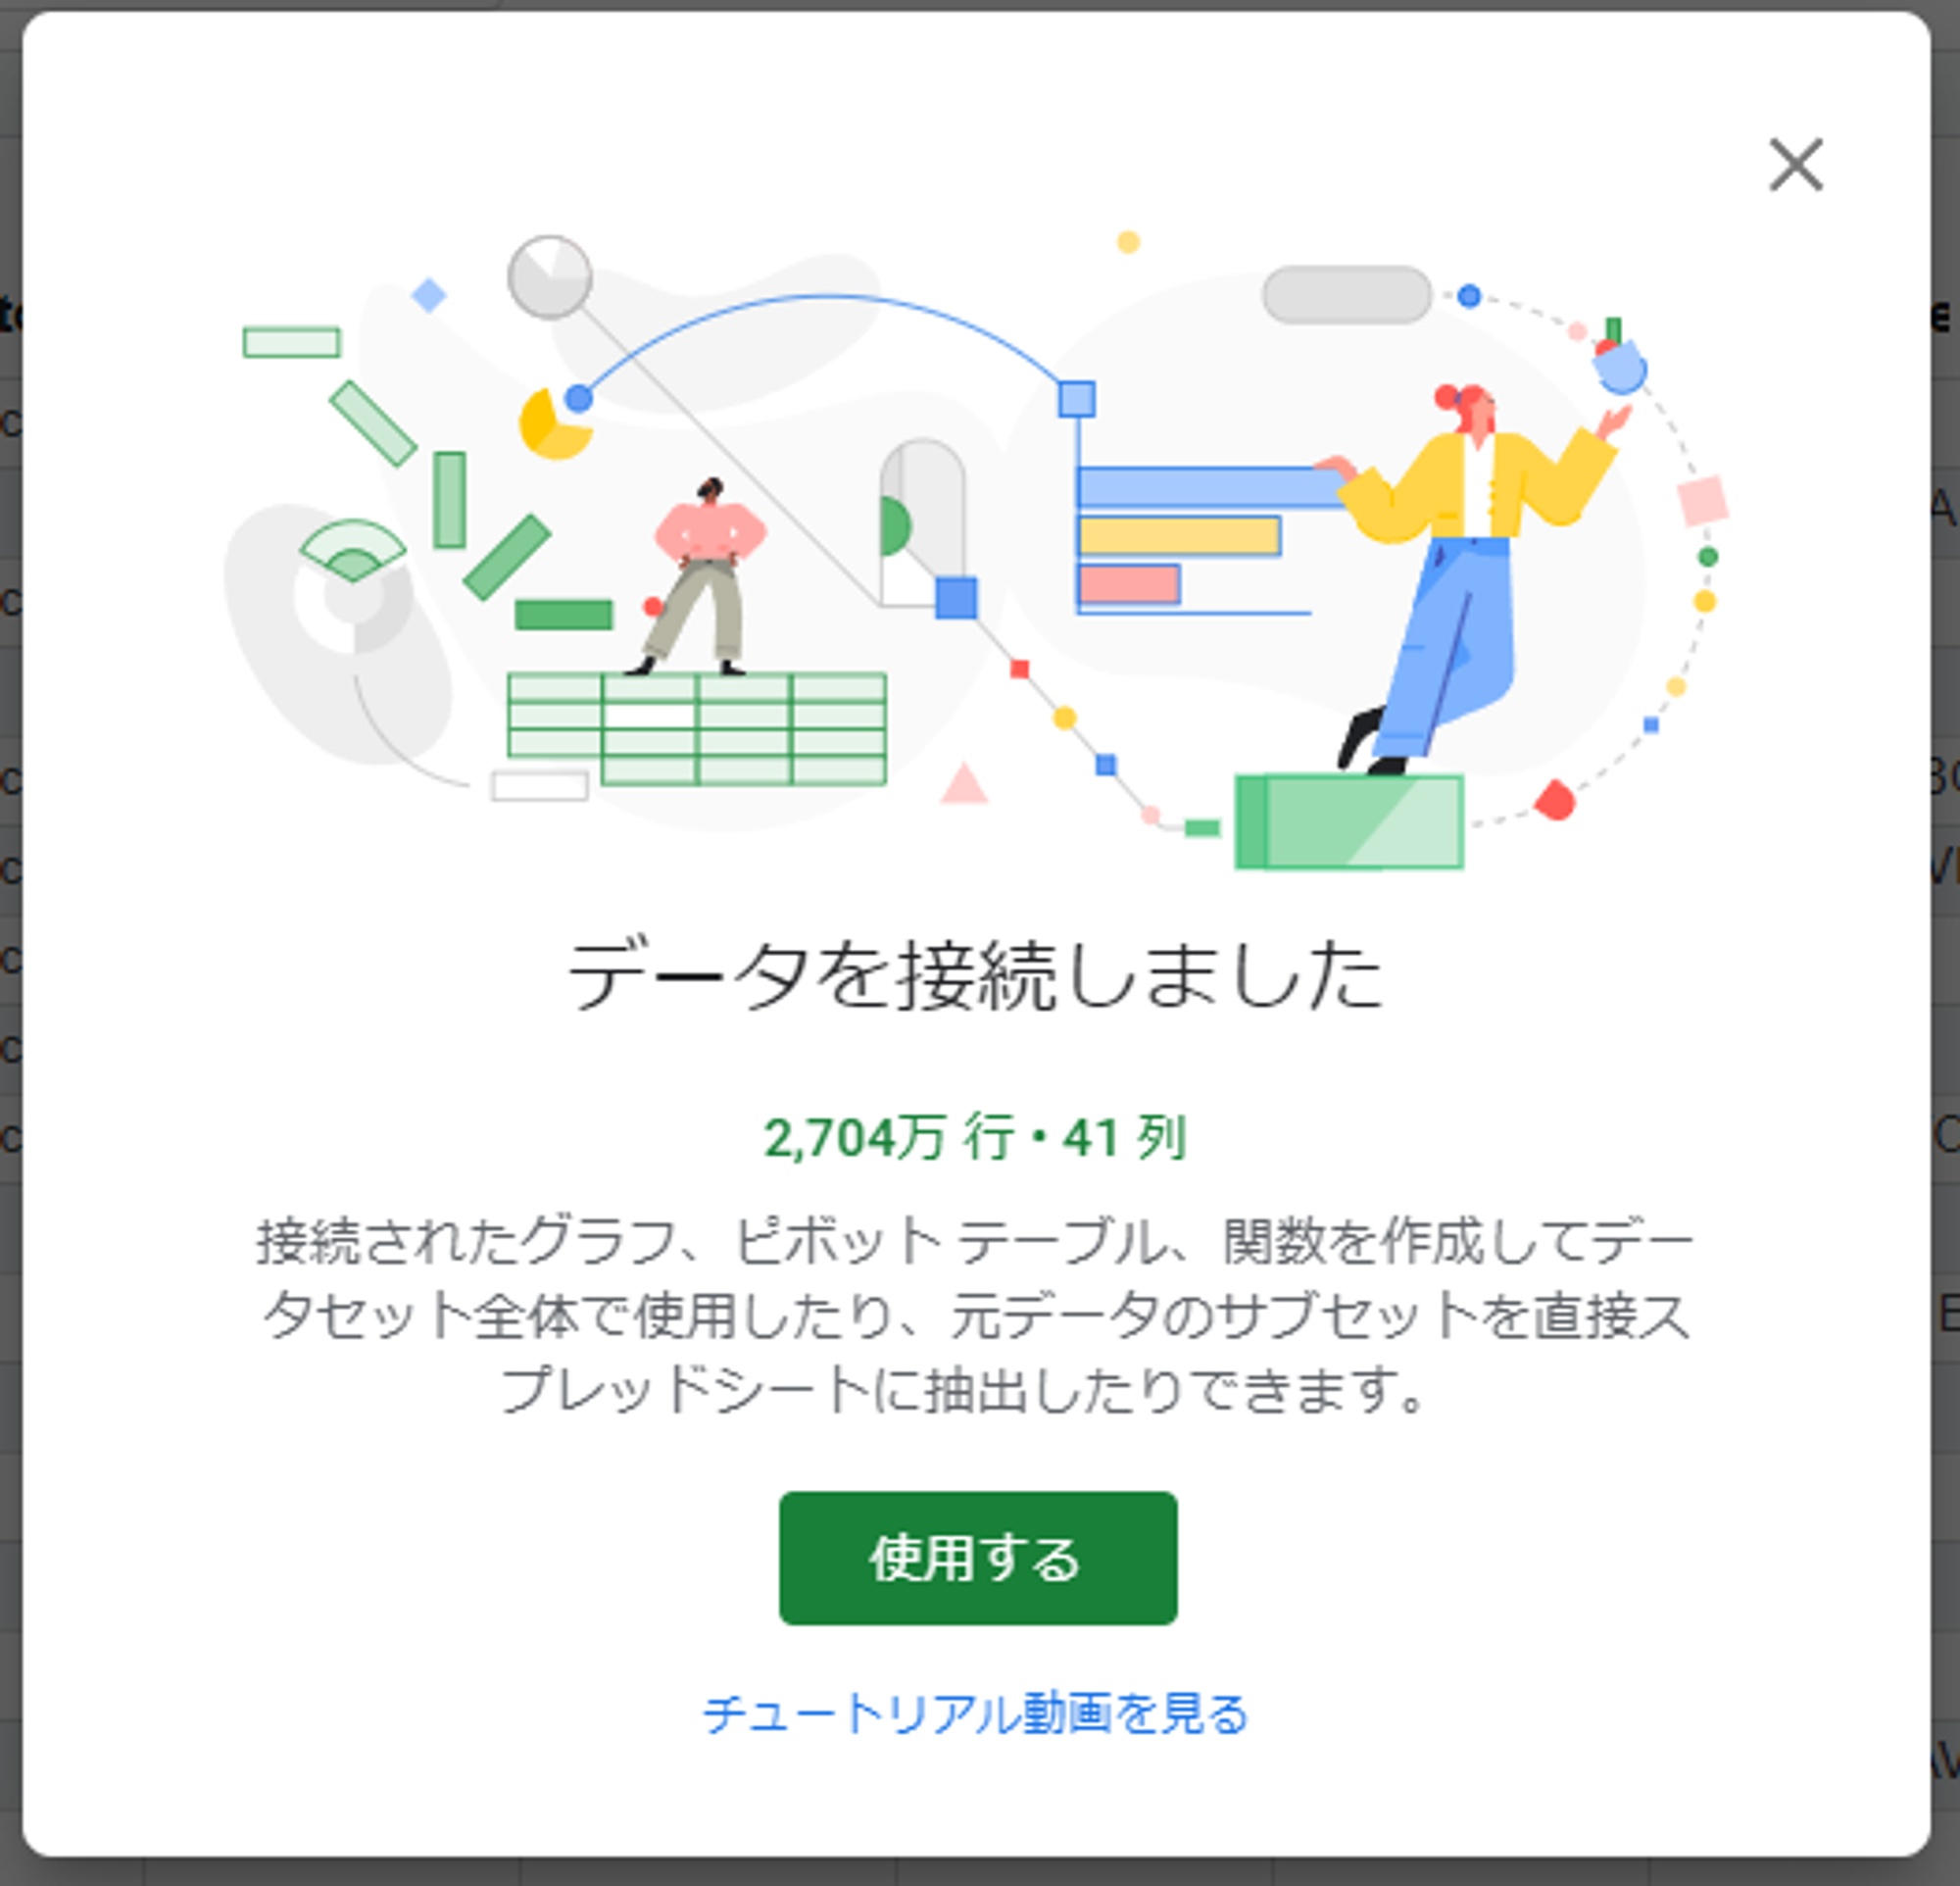 データを接続しました
2,704万 行 • 41 列
接続されたグラフ、ピボット テーブル、関数を作成してデー
タセット全体で使用したり、元データのサブセットを直接ス
プレッドシートに抽出したりできます。
使用する
チュートリアル動画を見る